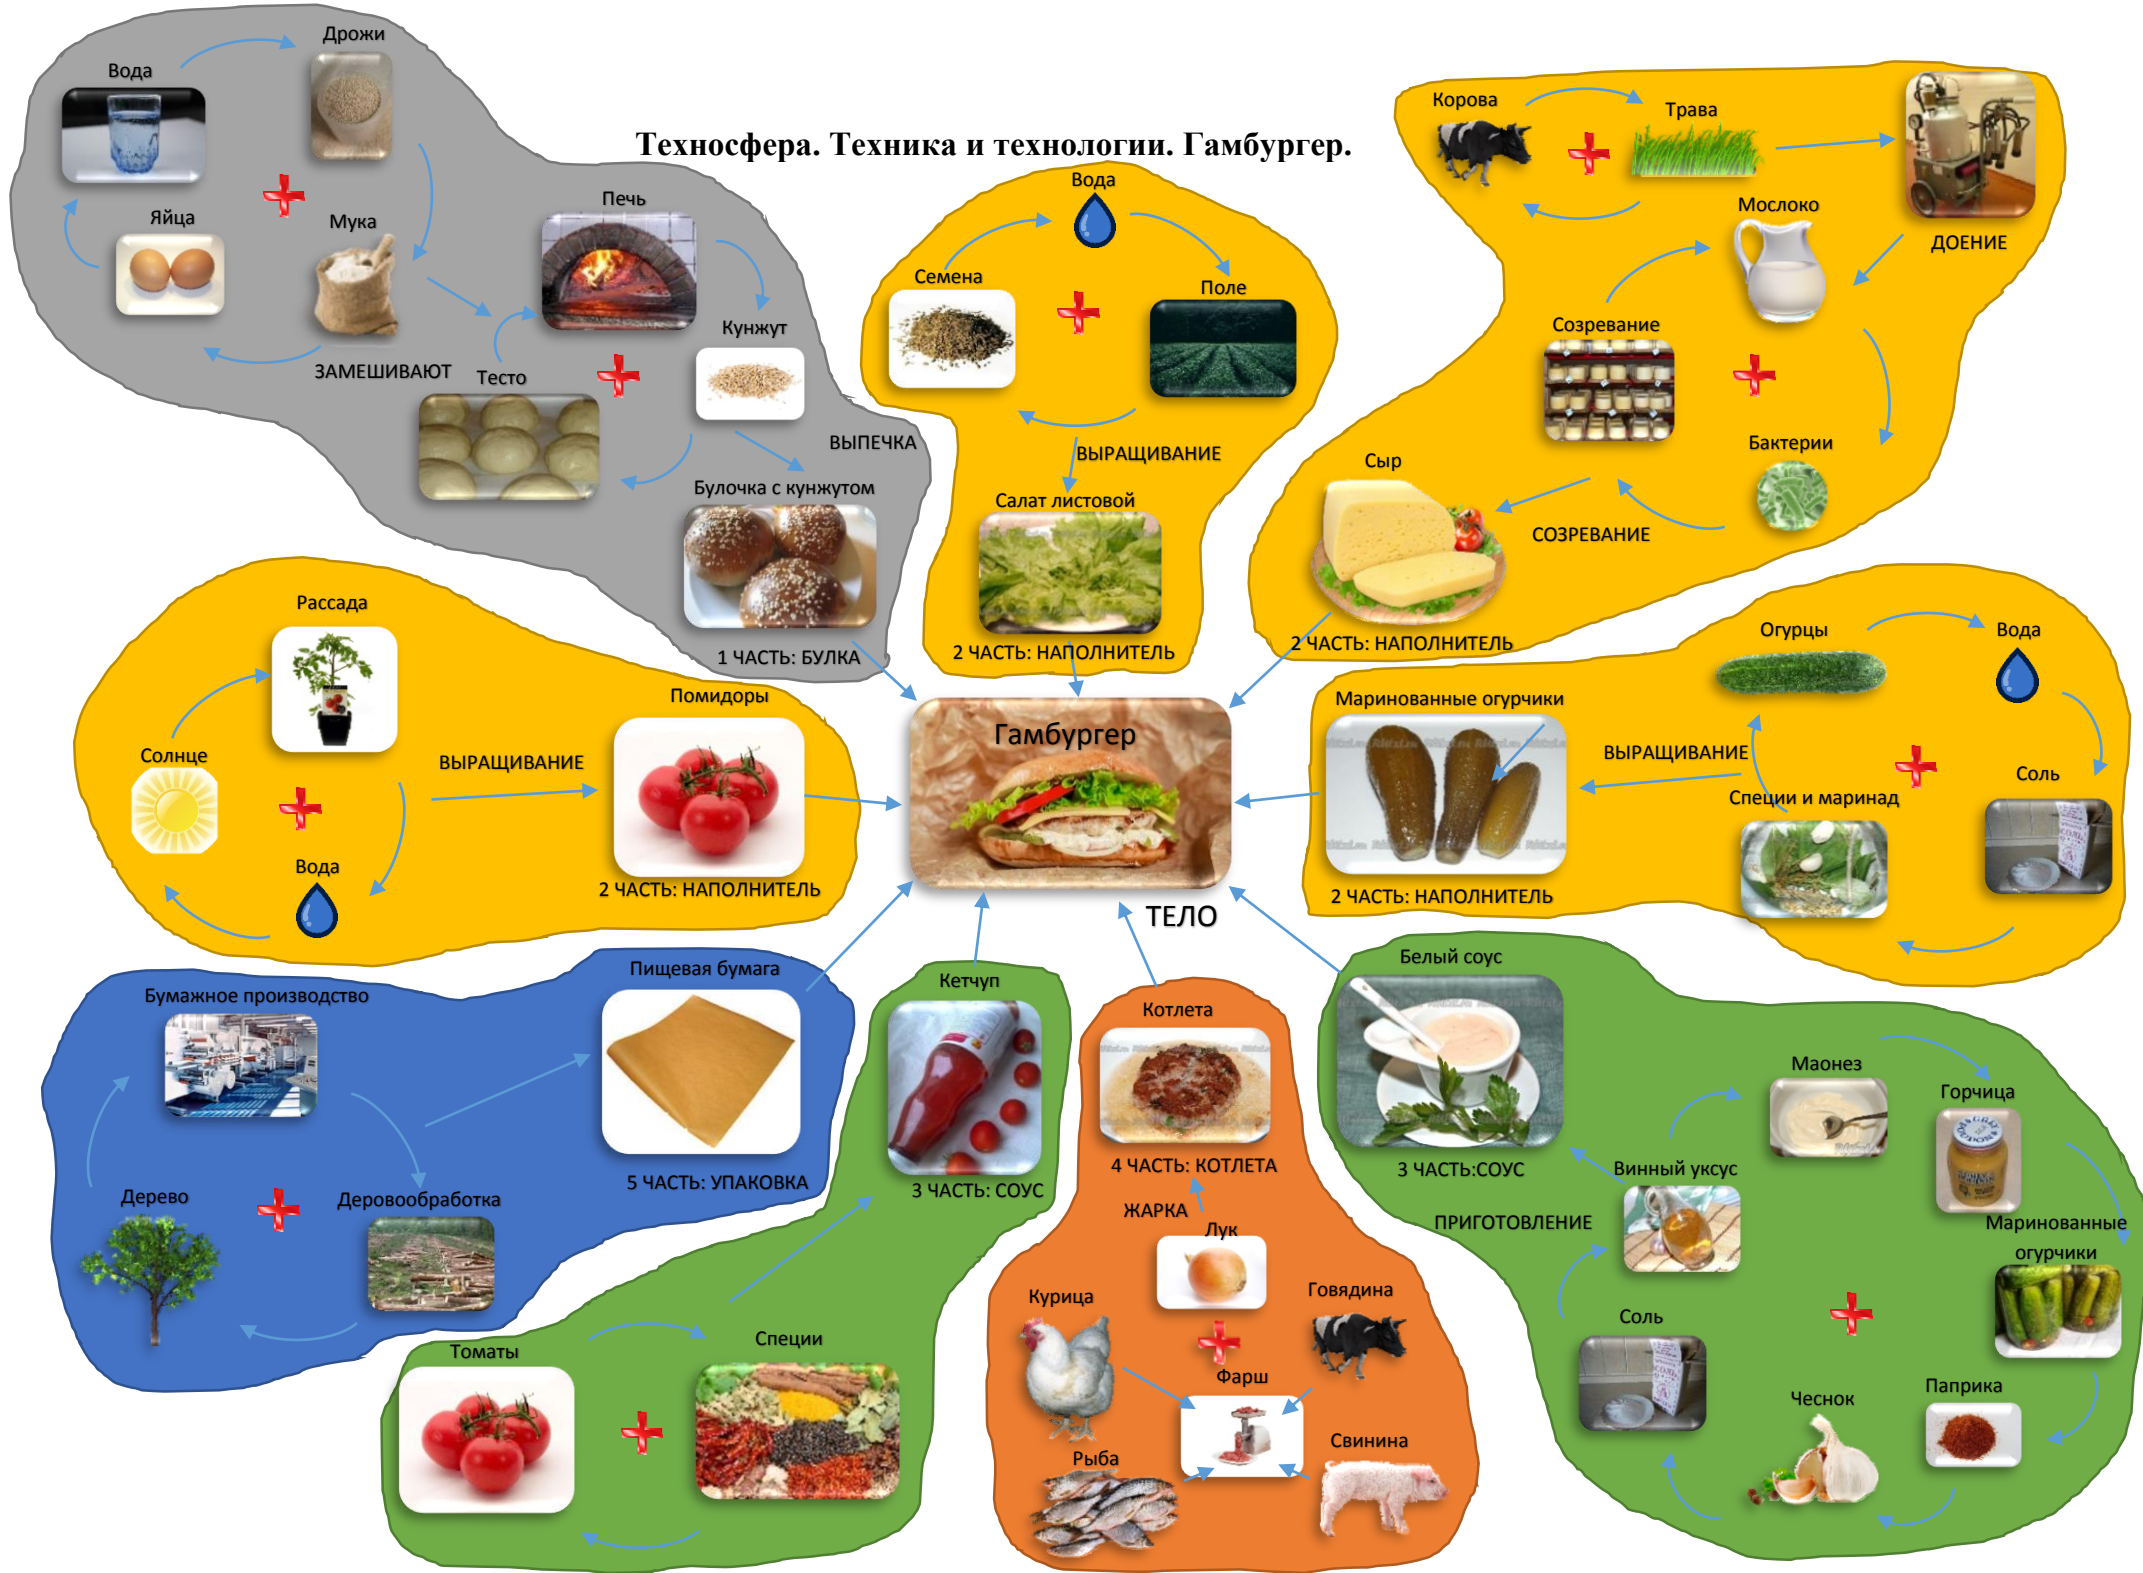 Техносфера. Техника и технологии. Гамбургер.
Дрожи
Вода
Яйца
Мука
ЗАМЕШИВАЮТ
Печь
Кунжут
Тесто
ВЫПЕЧКА
Булочка с кунжутом
1 ЧАСТЬ: БУЛКА
Вода
Семена
Поле
ВЫРАЩИВАНИЕ
Салат листовой
2 ЧАСТЬ: НАПОЛНИТЕЛЬ
Корова
Трава
ДОЕНИЕ
Мослоко
Созревание
Бактерии
Сыр
СОЗРЕВАНИЕ
2 ЧАСТЬ: НАПОЛНИТЕЛЬ
Рассада
Солнце
Вода
ВЫРАЩИВАНИЕ
Помидоры
2 ЧАСТЬ: НАПОЛНИТЕЛЬ
Гамбургер
ТЕЛО
Огурцы
Вода
Соль
Специи и маринад
ВЫРАЩИВАНИЕ
Маринованные огурчики
2 ЧАСТЬ: НАПОЛНИТЕЛЬ
Бумажное производство
Дерево
Деровообработка
Пищевая бумага
5 ЧАСТЬ: УПАКОВКА
Кетчуп
3 ЧАСТЬ: СОУС
Томаты
Специи
Котлета
4 ЧАСТЬ: КОТЛЕТА
ЖАРКА
Лук
Курица
Говядина
Фарш
Рыба
Свинина
Белый соус
3 ЧАСТЬ:СОУС
ПРИГОТОВЛЕНИЕ
Винный уксус
Маонез
Горчица
Маринованные
огурчики
Паприка
Чеснок
Соль